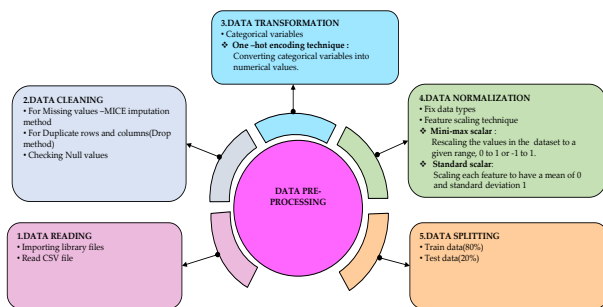 1.DATA READING
• Importing library files
• Read CSV file
2.DATA CLEANING
• For Missing values –MICE imputation
method
• For Duplicate rows and columns(Drop
method)
• Checking Null values
3.DATA TRANSFORMATION
• Categorical variables
❖ One –hot encoding technique :
Converting categorical variables into
numerical values.
4.DATA NORMALIZATION
• Fix data types
• Feature scaling technique
❖ Mini-max scalar :
Rescaling the values in the dataset to a
given range, 0 to 1 or -1 to 1.
❖ Standard scalar:
Scaling each feature to have a mean of 0
and standard deviation 1
5.DATA SPLITTING
• Train data(80%)
• Test data(20%)
DATA PRE-
PROCESSING